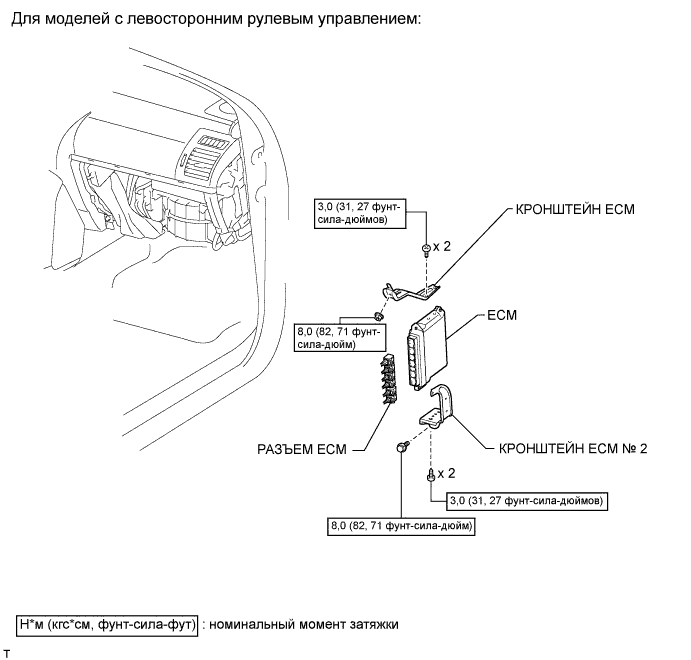 Для моделей с левосторонним рулевым управлением:
3,0 (31, 27 фунт-
сила-дюймов)
КРОНШТЕЙН ECM
x 2
8,0 (82, 71 фунт-
сила-дюйм)
ECM
РАЗЪЕМ ECM
КРОНШТЕЙН ECM № 2
x 2
3,0 (31, 27 фунт-сила-дюймов)
8,0 (82, 71 фунт-сила-дюйм)
Н*м (кгс*см, фунт-сила-фут) : номинальный момент затяжки
т